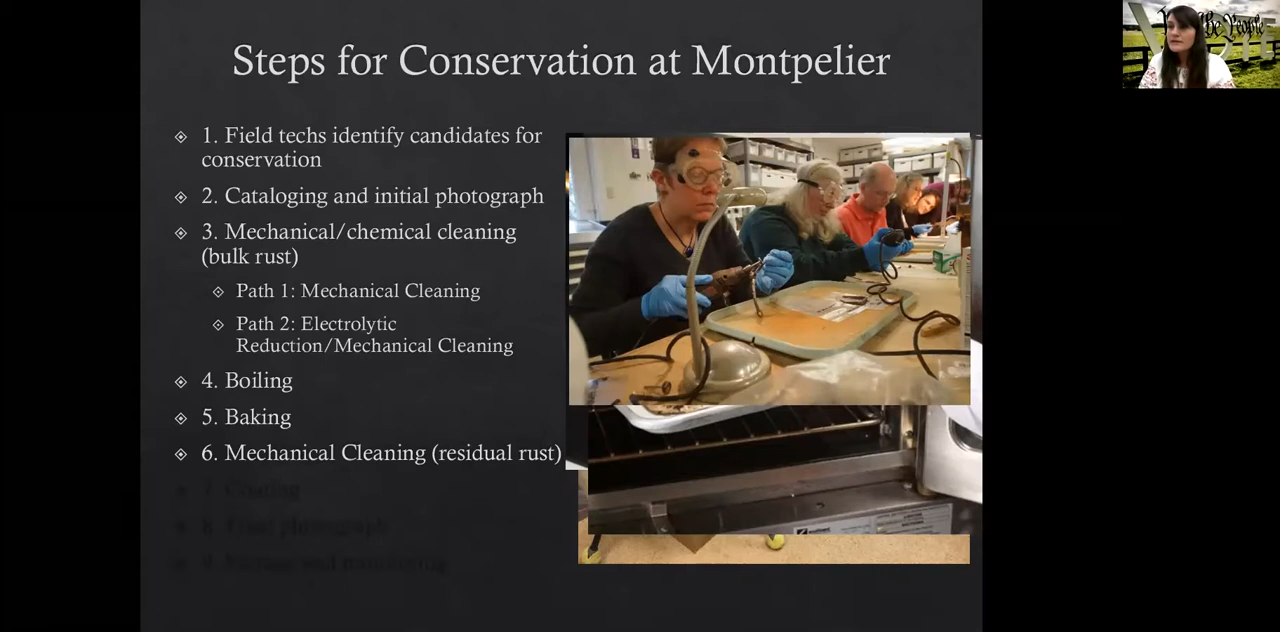 Steps for Conservation at Montpelier
1. Field techs identify candidates for
conservation
2. Cataloging and initial photograph
3. Mechanical/chemical cleaning
(bulk rust)
Path 1: Mechanical Cleaning
Path 2: Electrolytic
Reduction/Mechanical Cleaning
4. Boiling
5. Baking
6. Mechanical Cleaning (residual rust)
the People